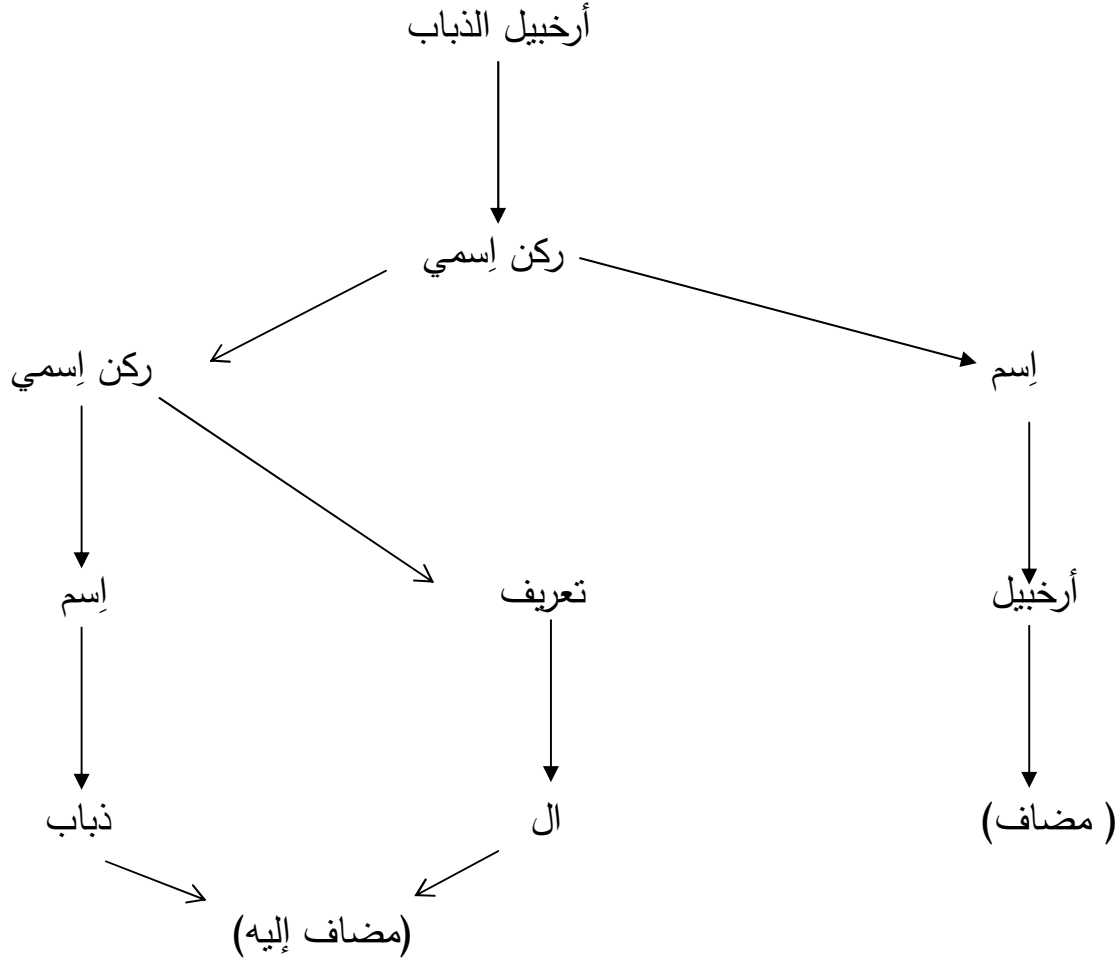 أرخبيل الذباب
ركن اِسمي
اِسم
ركن اِسمي
أرخبيل
تعريف
اِسم
( مضاف)
ال
ذباب
(مضاف إليه)